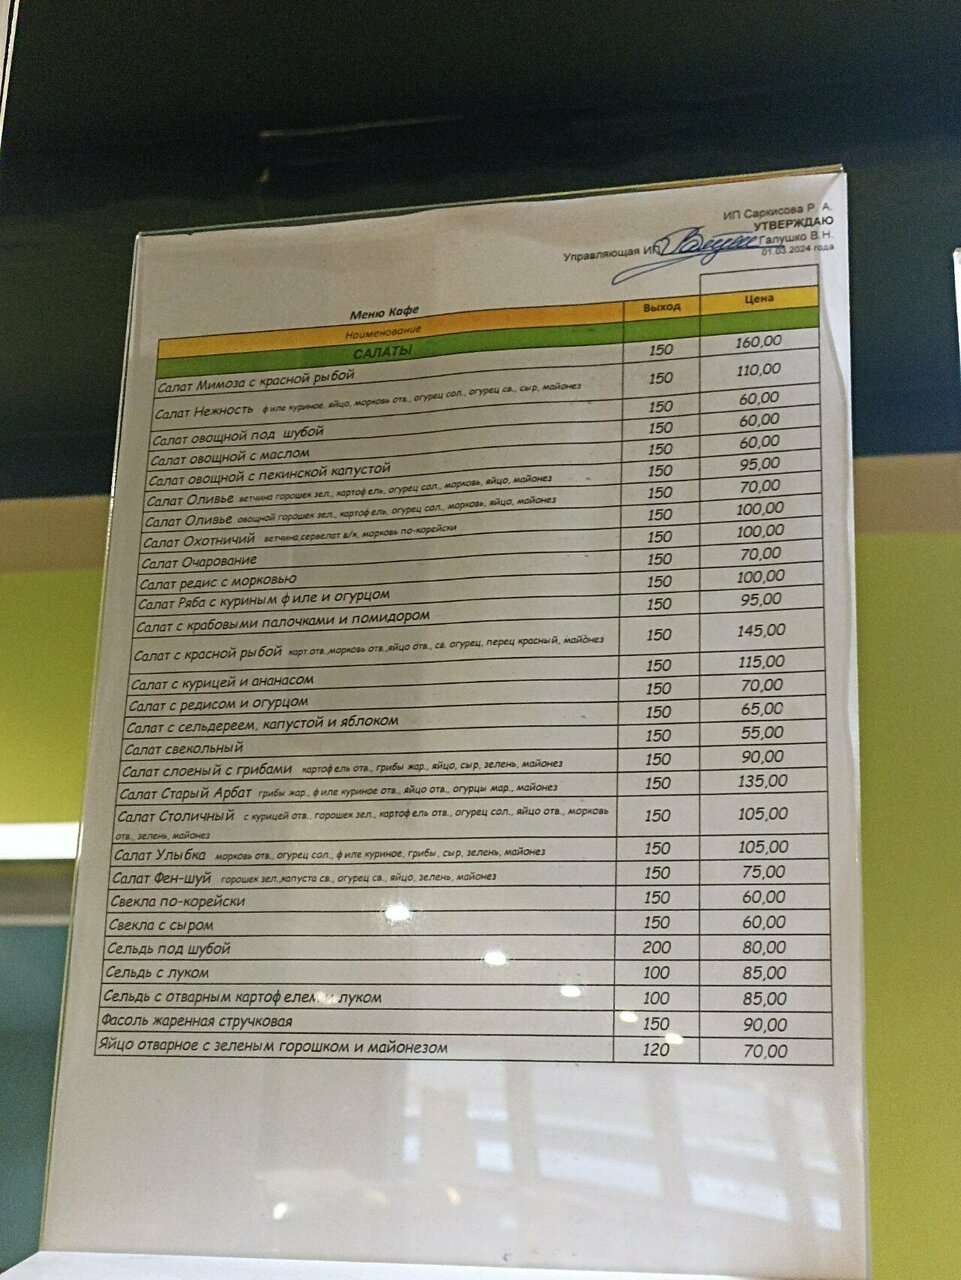 ИП Саркисова Р. А.
УТВЕРЖДАЮ
Управляющая ИП Галушко В.Н.
01.03.2024 года
Меню Кафе
Наименование Выход Цена
САЛАТЫ
Салат Мимоза с красной рыбой 150 160,00
Салат Нежность филе куриное, яйцо, морковь отв., огурец сол., огурец св., сыр, майонез 150 110,00
Салат овощной под шубой 150 60,00
Салат овощной с маслом 150 60,00
Салат овощной с пекинской капустой 150 60,00
Салат Оливье ветчина горошек зел., картофель, огурец сол., морковь, яйцо, майонез 150 95,00
Салат Оливье овощной горошек зел., картофель, огурец сол., морковь, яйцо, майонез 150 70,00
Салат Охотничий ветчина,сервелат в/к, морковь по-корейски 150 100,00
Салат Очарование 150 100,00
Салат редис с морковью 150 70,00
Салат Ряба с куриным филе и огурцом 150 100,00
Салат с крабовыми палочками и помидором 150 95,00
Салат с красной рыбой карт.отв.,морковь отв.,яйцо отв., св. огурец, перец красный, майонез 150 145,00
Салат с курицей и ананасом 150 115,00
Салат с редисом и огурцом 150 70,00
Салат с сельдереем, капустой и яблоком 150 65,00
Салат свекольный 150 55,00
Салат слоеный с грибами картофель отв., грибы жар., яйцо, сыр, зелень, майонез 150 90,00
Салат Старый Арбат грибы жар., филе куриное отв., яйцо отв., огурцы мар., майонез 150 135,00
Салат Столичный с курицей отв., горошек зел., картофель отв., огурец сол., яйцо отв., морковь 150 105,00
отв., зелень, майонез
Салат Улыбка морковь отв., огурец сол., филе куриное, грибы, сыр, зелень, майонез 150 105,00
Салат Фен-шуй горошек зел.,капуста св., огурец св., яйцо, зелень, майонез 150 75,00
Свекла по-корейски 150 60,00
Свекла с сыром 150 60,00
Сельдь под шубой 200 80,00
Сельдь с луком 100 85,00
Сельдь с отварным картофелем и луком 100 85,00
Фасоль жаренная стручковая 150 90,00
Яйцо отварное с зеленым горошком и майонезом 120 70,00